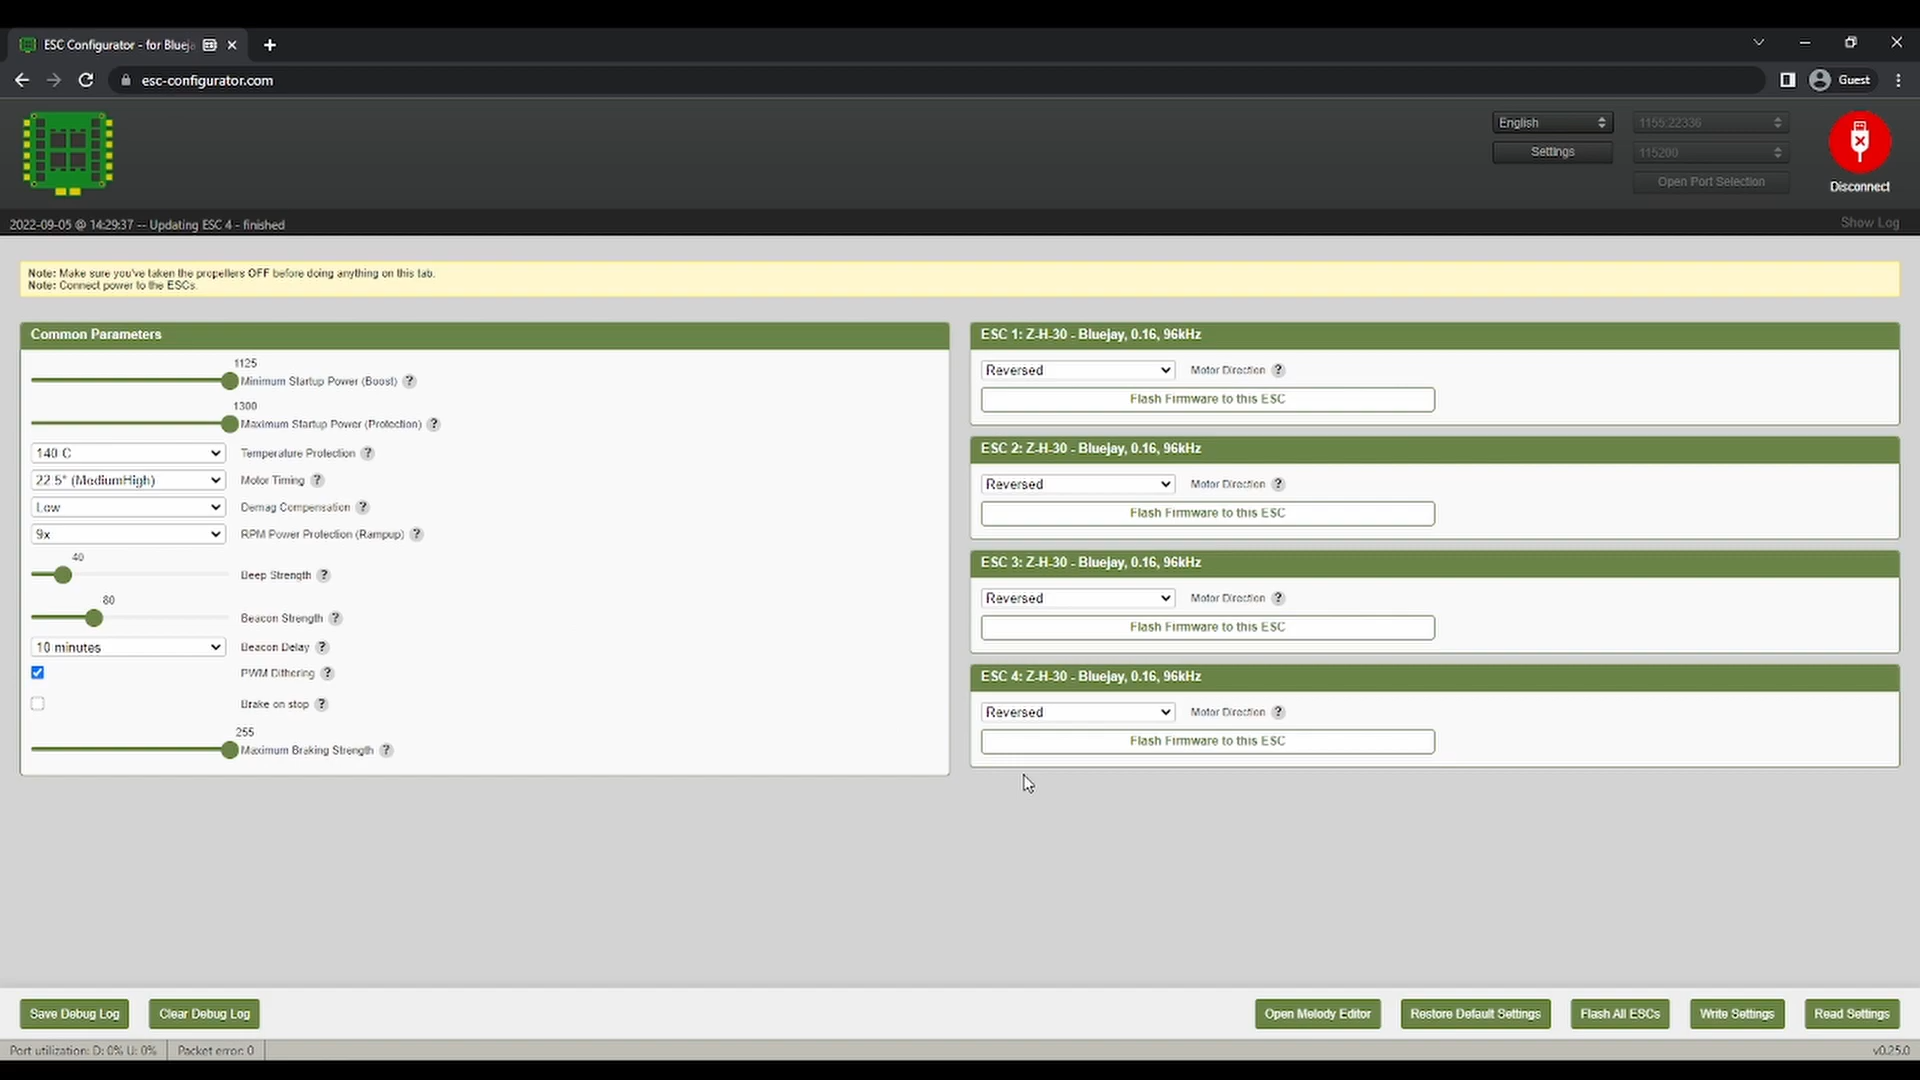 ESC Configurator - for Blueja
esc-configurator.com
Guest
English
1155:22336
Settings
115200
Open Port Selection
Disconnect
2022-09-05 @ 14:29:37 -- Updating ESC 4 - finished
Show Log
Note: Make sure you've taken the propellers OFF before doing anything on this tab.
Note: Connect power to the ESCs.
Common Parameters
1125
Minimum Startup Power (Boost) ?
1300
Maximum Startup Power (Protection) ?
140 C
Temperature Protection ?
22.5° (MediumHigh)
Motor Timing ?
Low
Demag Compensation ?
9x
RPM Power Protection (Rampup) ?
40
Beep Strength ?
80
Beacon Strength ?
10 minutes
Beacon Delay ?
PWM Dithering ?
Brake on stop ?
255
Maximum Braking Strength ?
ESC 1: Z-H-30 - Bluejay, 0.16, 96kHz
Reversed
Motor Direction ?
Flash Firmware to this ESC
ESC 2: Z-H-30 - Bluejay, 0.16, 96kHz
Reversed
Motor Direction ?
Flash Firmware to this ESC
ESC 3: Z-H-30 - Bluejay, 0.16, 96kHz
Reversed
Motor Direction ?
Flash Firmware to this ESC
ESC 4: Z-H-30 - Bluejay, 0.16, 96kHz
Reversed
Motor Direction ?
Flash Firmware to this ESC
Save Debug Log
Clear Debug Log
Open Melody Editor
Restore Default Settings
Flash All ESCs
Write Settings
Read Settings
Port utilization: D: 0% U: 0%
Packet error: 0
v0.25.0